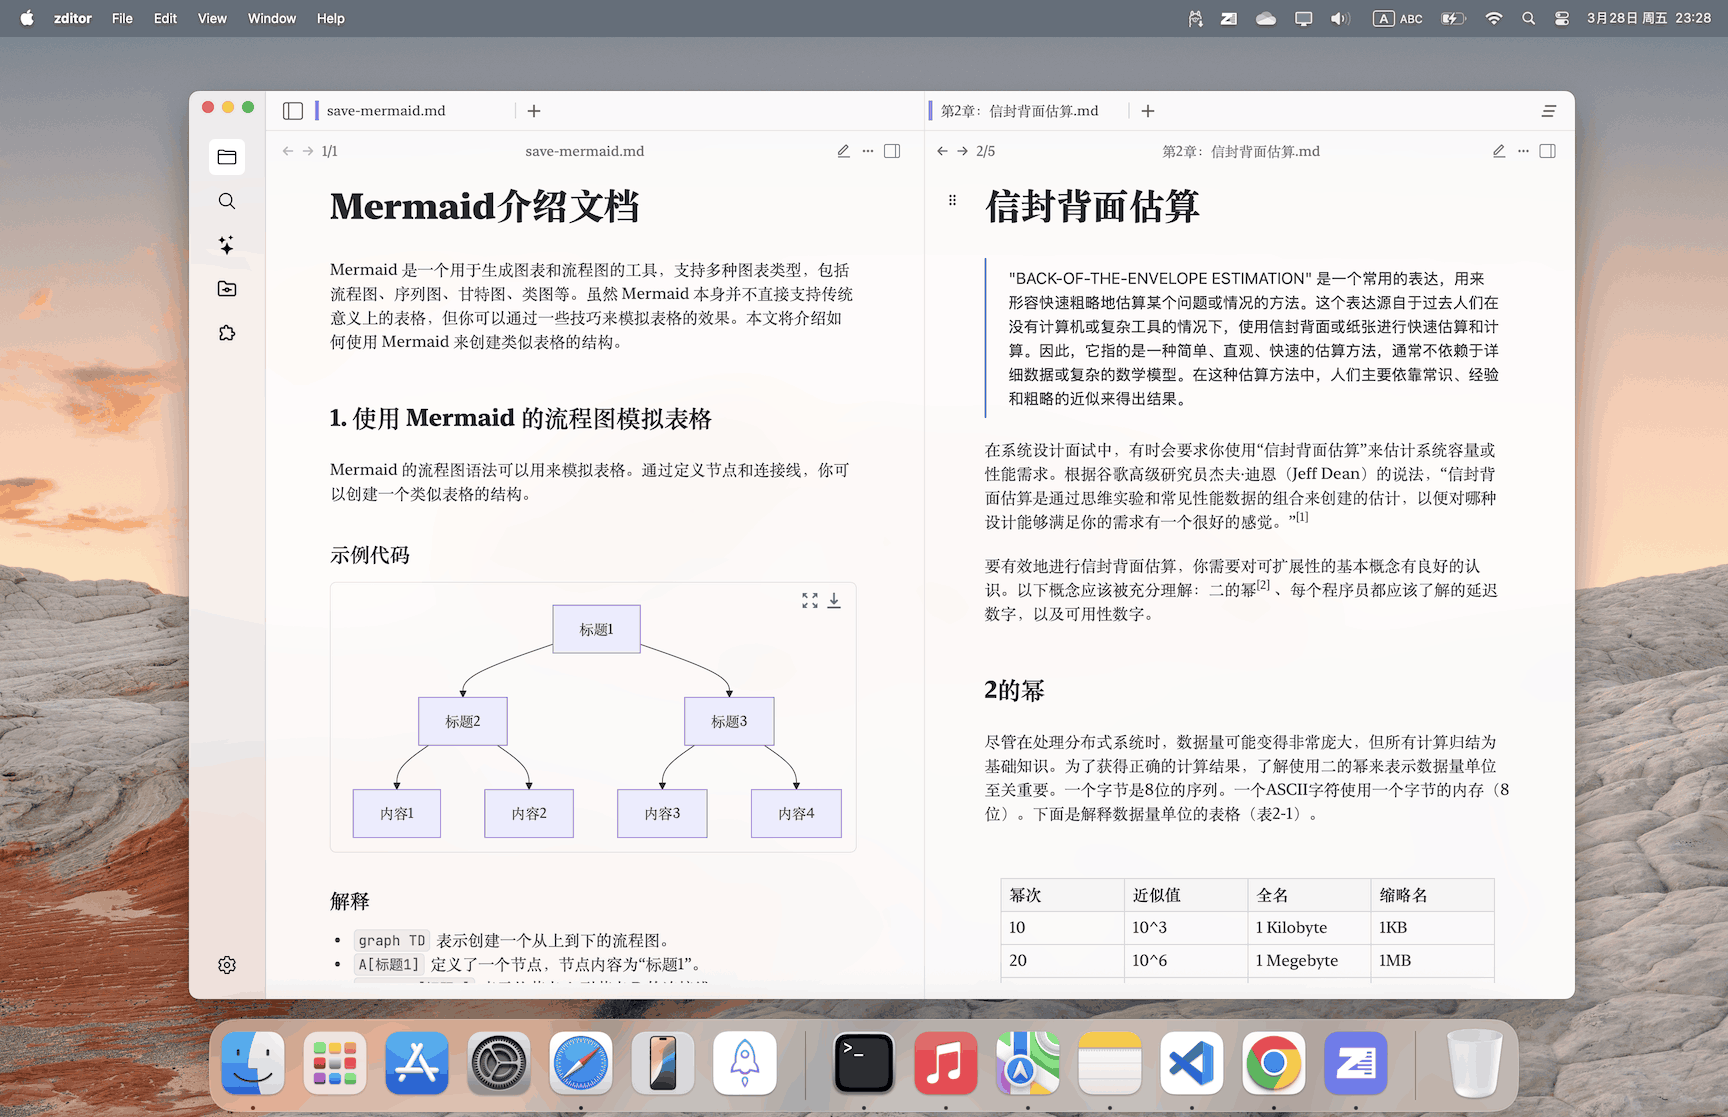 zditor File Edit View Window Help
A ABC 3月28日 周五 23:28
save-mermaid.md
1/1 save-mermaid.md
Mermaid介绍文档
Mermaid 是一个用于生成图表和流程图的工具，支持多种图表类型，包括
流程图、序列图、甘特图、类图等。虽然 Mermaid 本身并不直接支持传统
意义上的表格，但你可以通过一些技巧来模拟表格的效果。本文将介绍如
何使用 Mermaid 来创建类似表格的结构。
1. 使用 Mermaid 的流程图模拟表格
Mermaid 的流程图语法可以用来模拟表格。通过定义节点和连接线，你可
以创建一个类似表格的结构。
示例代码
标题1
标题2 标题3
内容1 内容2 内容3 内容4
解释
• graph TD 表示创建一个从上到下的流程图。
• A[标题1] 定义了一个节点，节点内容为“标题1”。
第2章：信封背面估算.md
2/5 第2章：信封背面估算.md
信封背面估算
"BACK-OF-THE-ENVELOPE ESTIMATION" 是一个常用的表达，用来
形容快速粗略地估算某个问题或情况的方法。这个表达源自于过去人们在
没有计算机或复杂工具的情况下，使用信封背面或纸张进行快速估算和计
算。因此，它指的是一种简单、直观、快速的估算方法，通常不依赖于详
细数据或复杂的数学模型。在这种估算方法中，人们主要依靠常识、经验
和粗略的近似来得出结果。
在系统设计面试中，有时会要求你使用“信封背面估算”来估计系统容量或
性能需求。根据谷歌高级研究员杰夫·迪恩（Jeff Dean）的说法，“信封背
面估算是通过思维实验和常见性能数据的组合来创建的估计，以便对哪种
设计能够满足你的需求有一个很好的感觉。”[1]
要有效地进行信封背面估算，你需要对可扩展性的基本概念有良好的认
识。以下概念应该被充分理解：二的幂[2] 、每个程序员都应该了解的延迟
数字，以及可用性数字。
2的幂
尽管在处理分布式系统时，数据量可能变得非常庞大，但所有计算归结为
基础知识。为了获得正确的计算结果，了解使用二的幂来表示数据量单位
至关重要。一个字节是8位的序列。一个ASCII字符使用一个字节的内存（8
位）。下面是解释数据量单位的表格（表2-1）。
幂次 近似值 全名 缩略名
10 10^3 1 Kilobyte 1KB
20 10^6 1 Megebyte 1MB